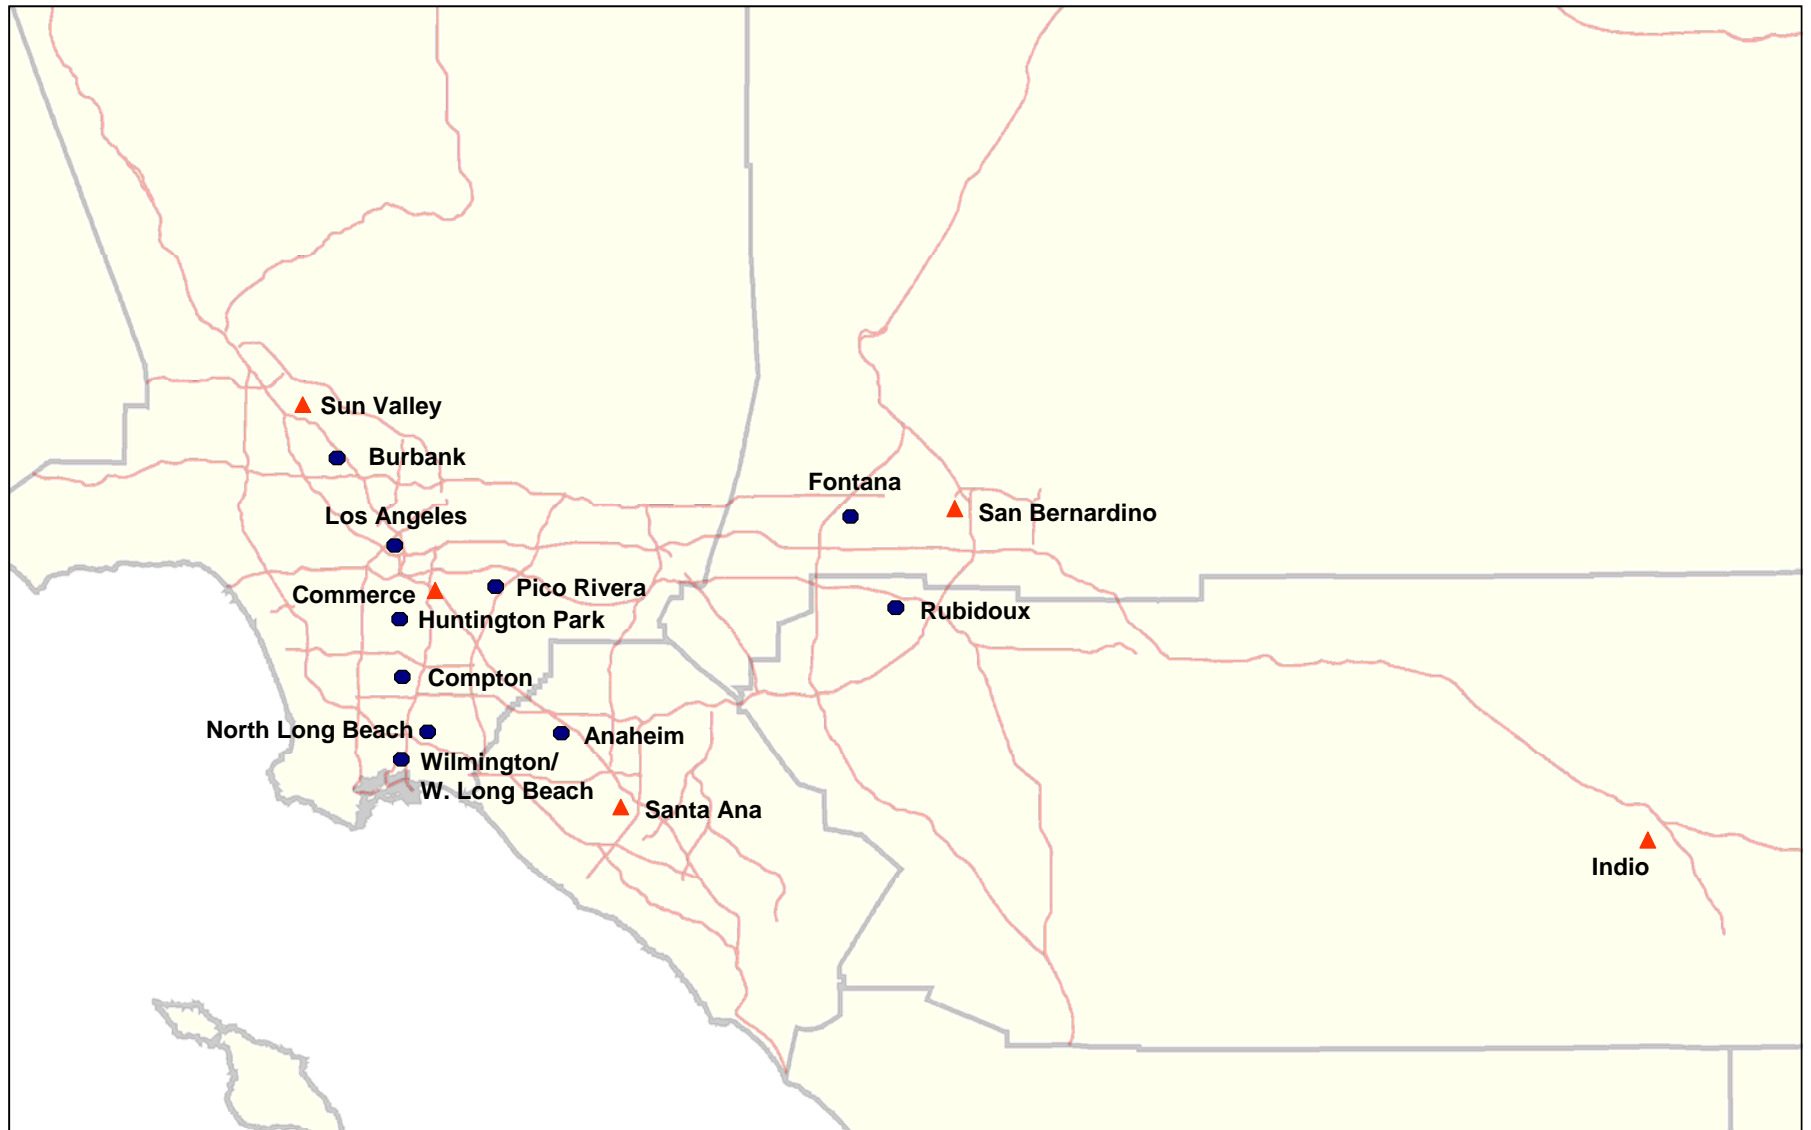 Sun Valley
Burbank
Fontana
Los Angeles
San Bernardino
Commerce
Pico Rivera
Huntington Park
Rubidoux
Compton
North Long Beach
Anaheim
Wilmington/
W. Long Beach
Santa Ana
Indio